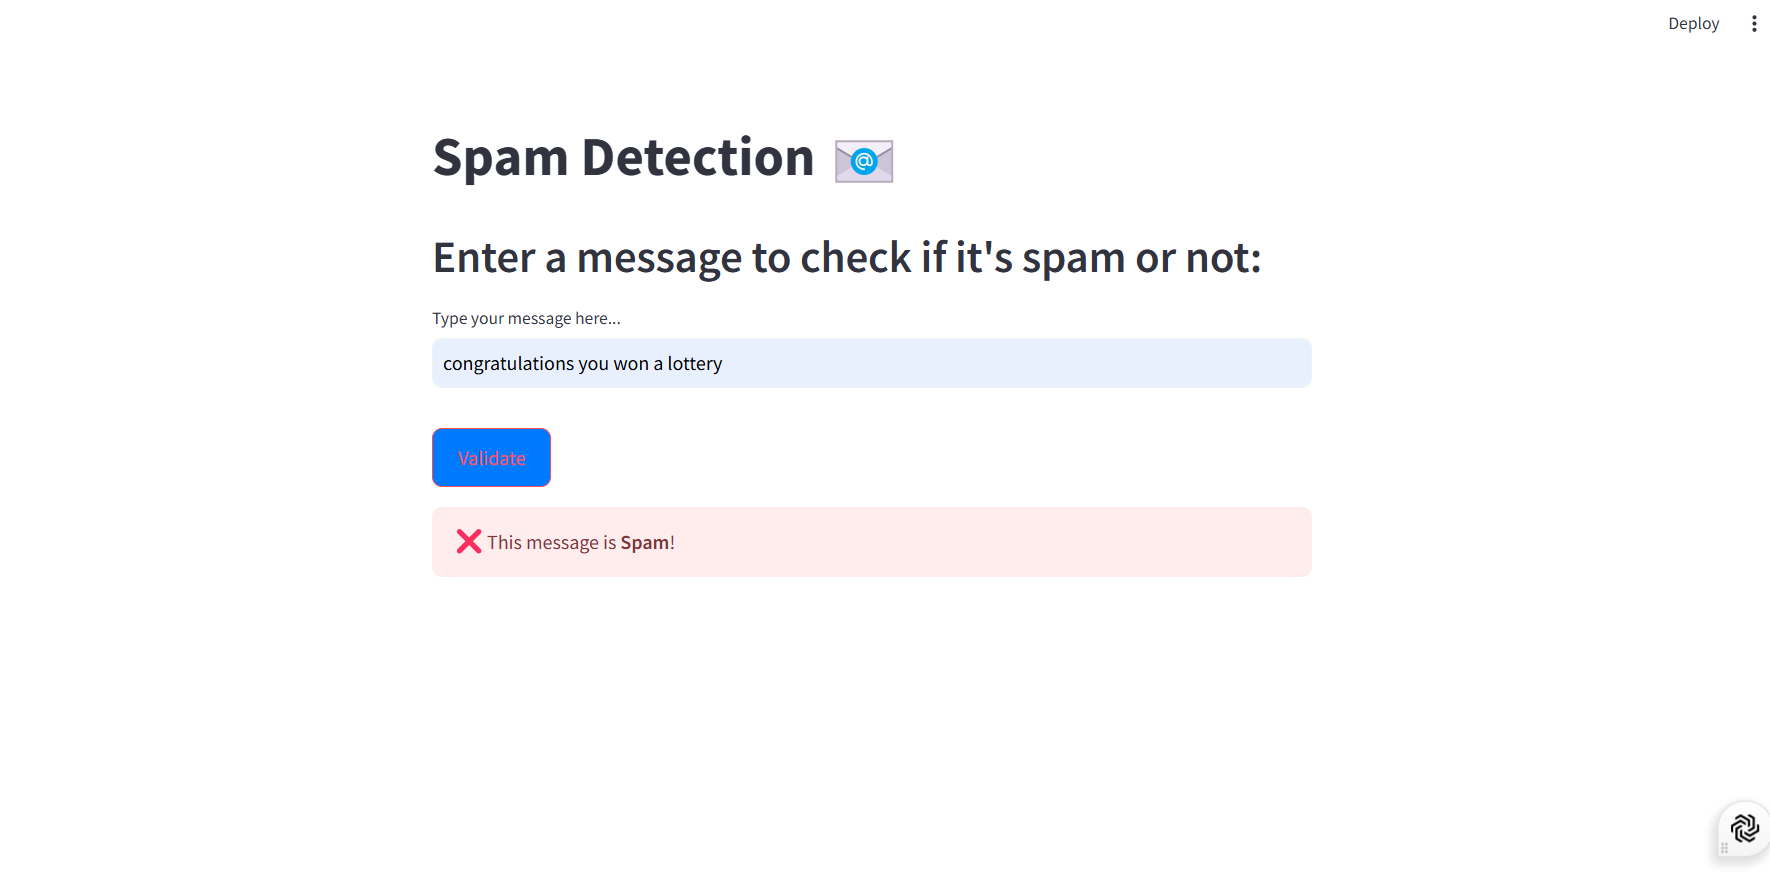 Deploy
Spam Detection
Enter a message to check if it's spam or not:
Type your message here...
congratulations you won a lottery
Validate
This message is Spam!